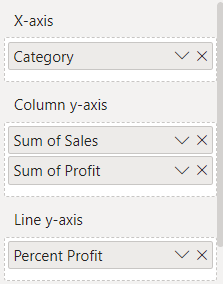 X-axis
Category
Column y-axis
Sum of Sales
Sum of Profit
Line y-axis
Percent Profit